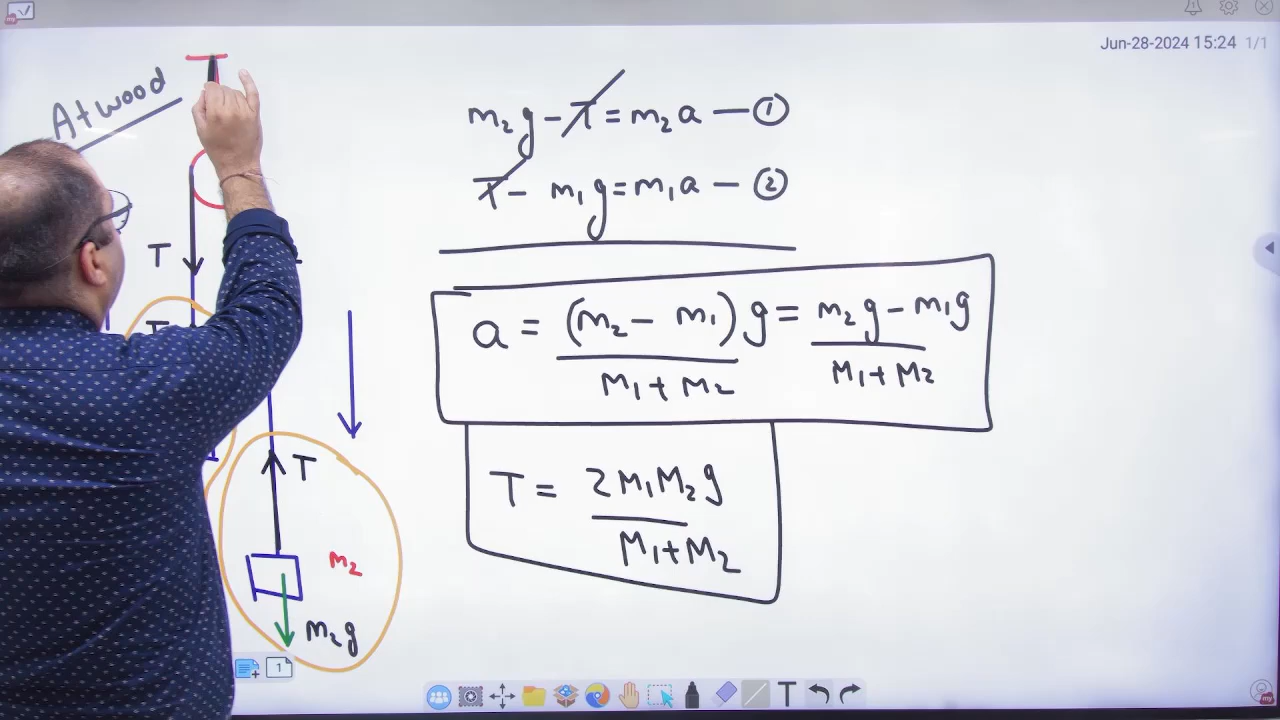 Jun-28-2024 15:24 1/1
Atwood
m₂g - T = m₂a — ①
T - m₁g = m₁a — ②
a = (m₂ - m₁) g = m₂g - m₁g
M₁ + M₂ M₁ + M₂
T = 2M₁M₂g
M₁ + M₂
T
T
T
M₂
m₂g
1
T